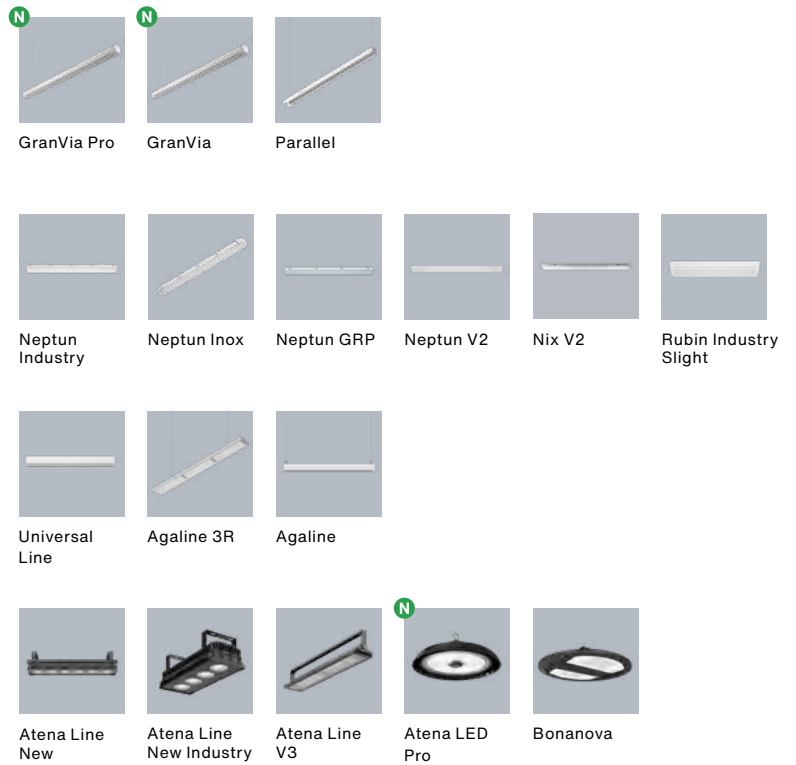 N
N
GranVia Pro
GranVia
Parallel
Neptun
Industry
Neptun Inox
Neptun GRP
Neptun V2
Nix V2
Rubin Industry
Slight
Universal
Line
Agaline 3R
Agaline
N
Atena Line
New
Atena Line
New Industry
Atena Line
V3
Atena LED
Pro
Bonanova